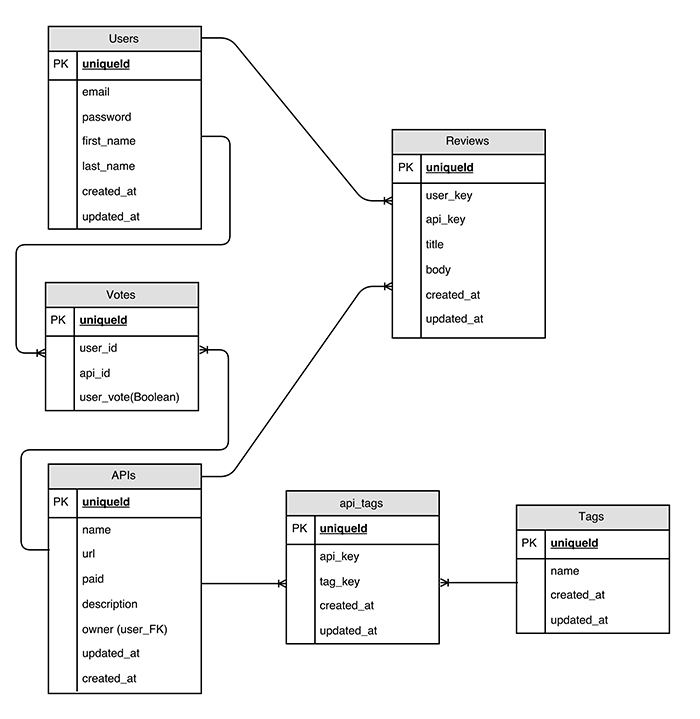 Users
PK uniqueId
email
password
first_name
last_name
created_at
updated_at
Reviews
PK uniqueId
user_key
api_key
title
body
created_at
updated_at
Votes
PK uniqueId
user_id
api_id
user_vote(Boolean)
APIs
PK uniqueId
name
url
paid
description
owner (user_FK)
updated_at
created_at
api_tags
PK uniqueId
api_key
tag_key
created_at
updated_at
Tags
PK uniqueId
name
created_at
updated_at